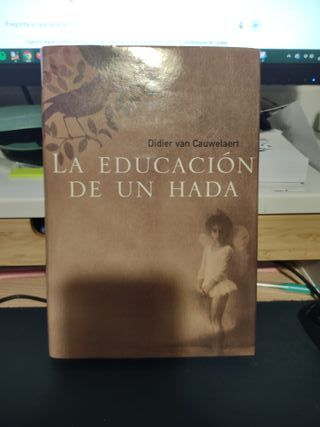 Didier van Cauwelaert
LA EDUCACIÓN
DE UN HADA